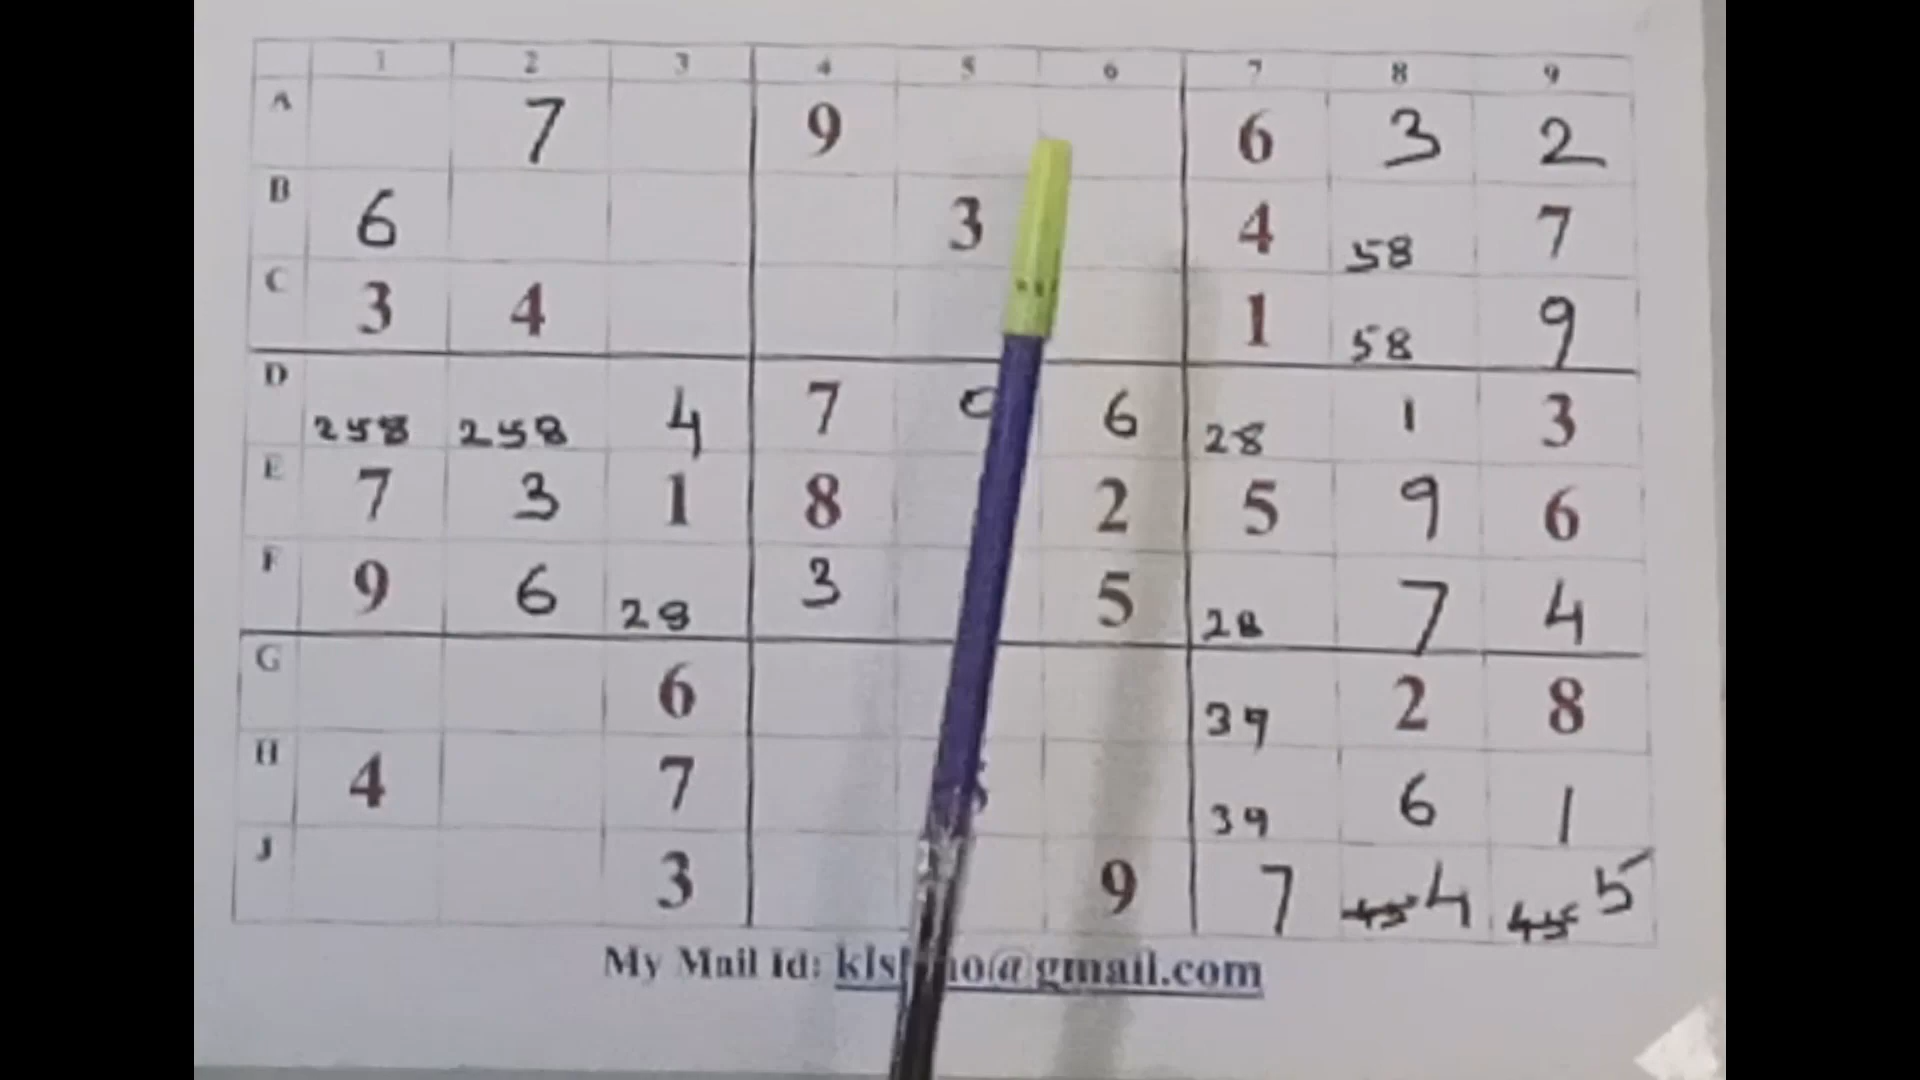 1 2 3 4 5 6 7 8 9
A 7 9 6 3 2
B 6 3 4 58 7
C 3 4 1 58 9
D 258 258 4 7 6 28 1 3
E 7 3 1 8 2 5 9 6
F 9 6 28 3 5 28 7 4
G 6 39 2 8
H 4 7 39 6 1
J 3 9 7 45 4 45 5
My Mail Id: